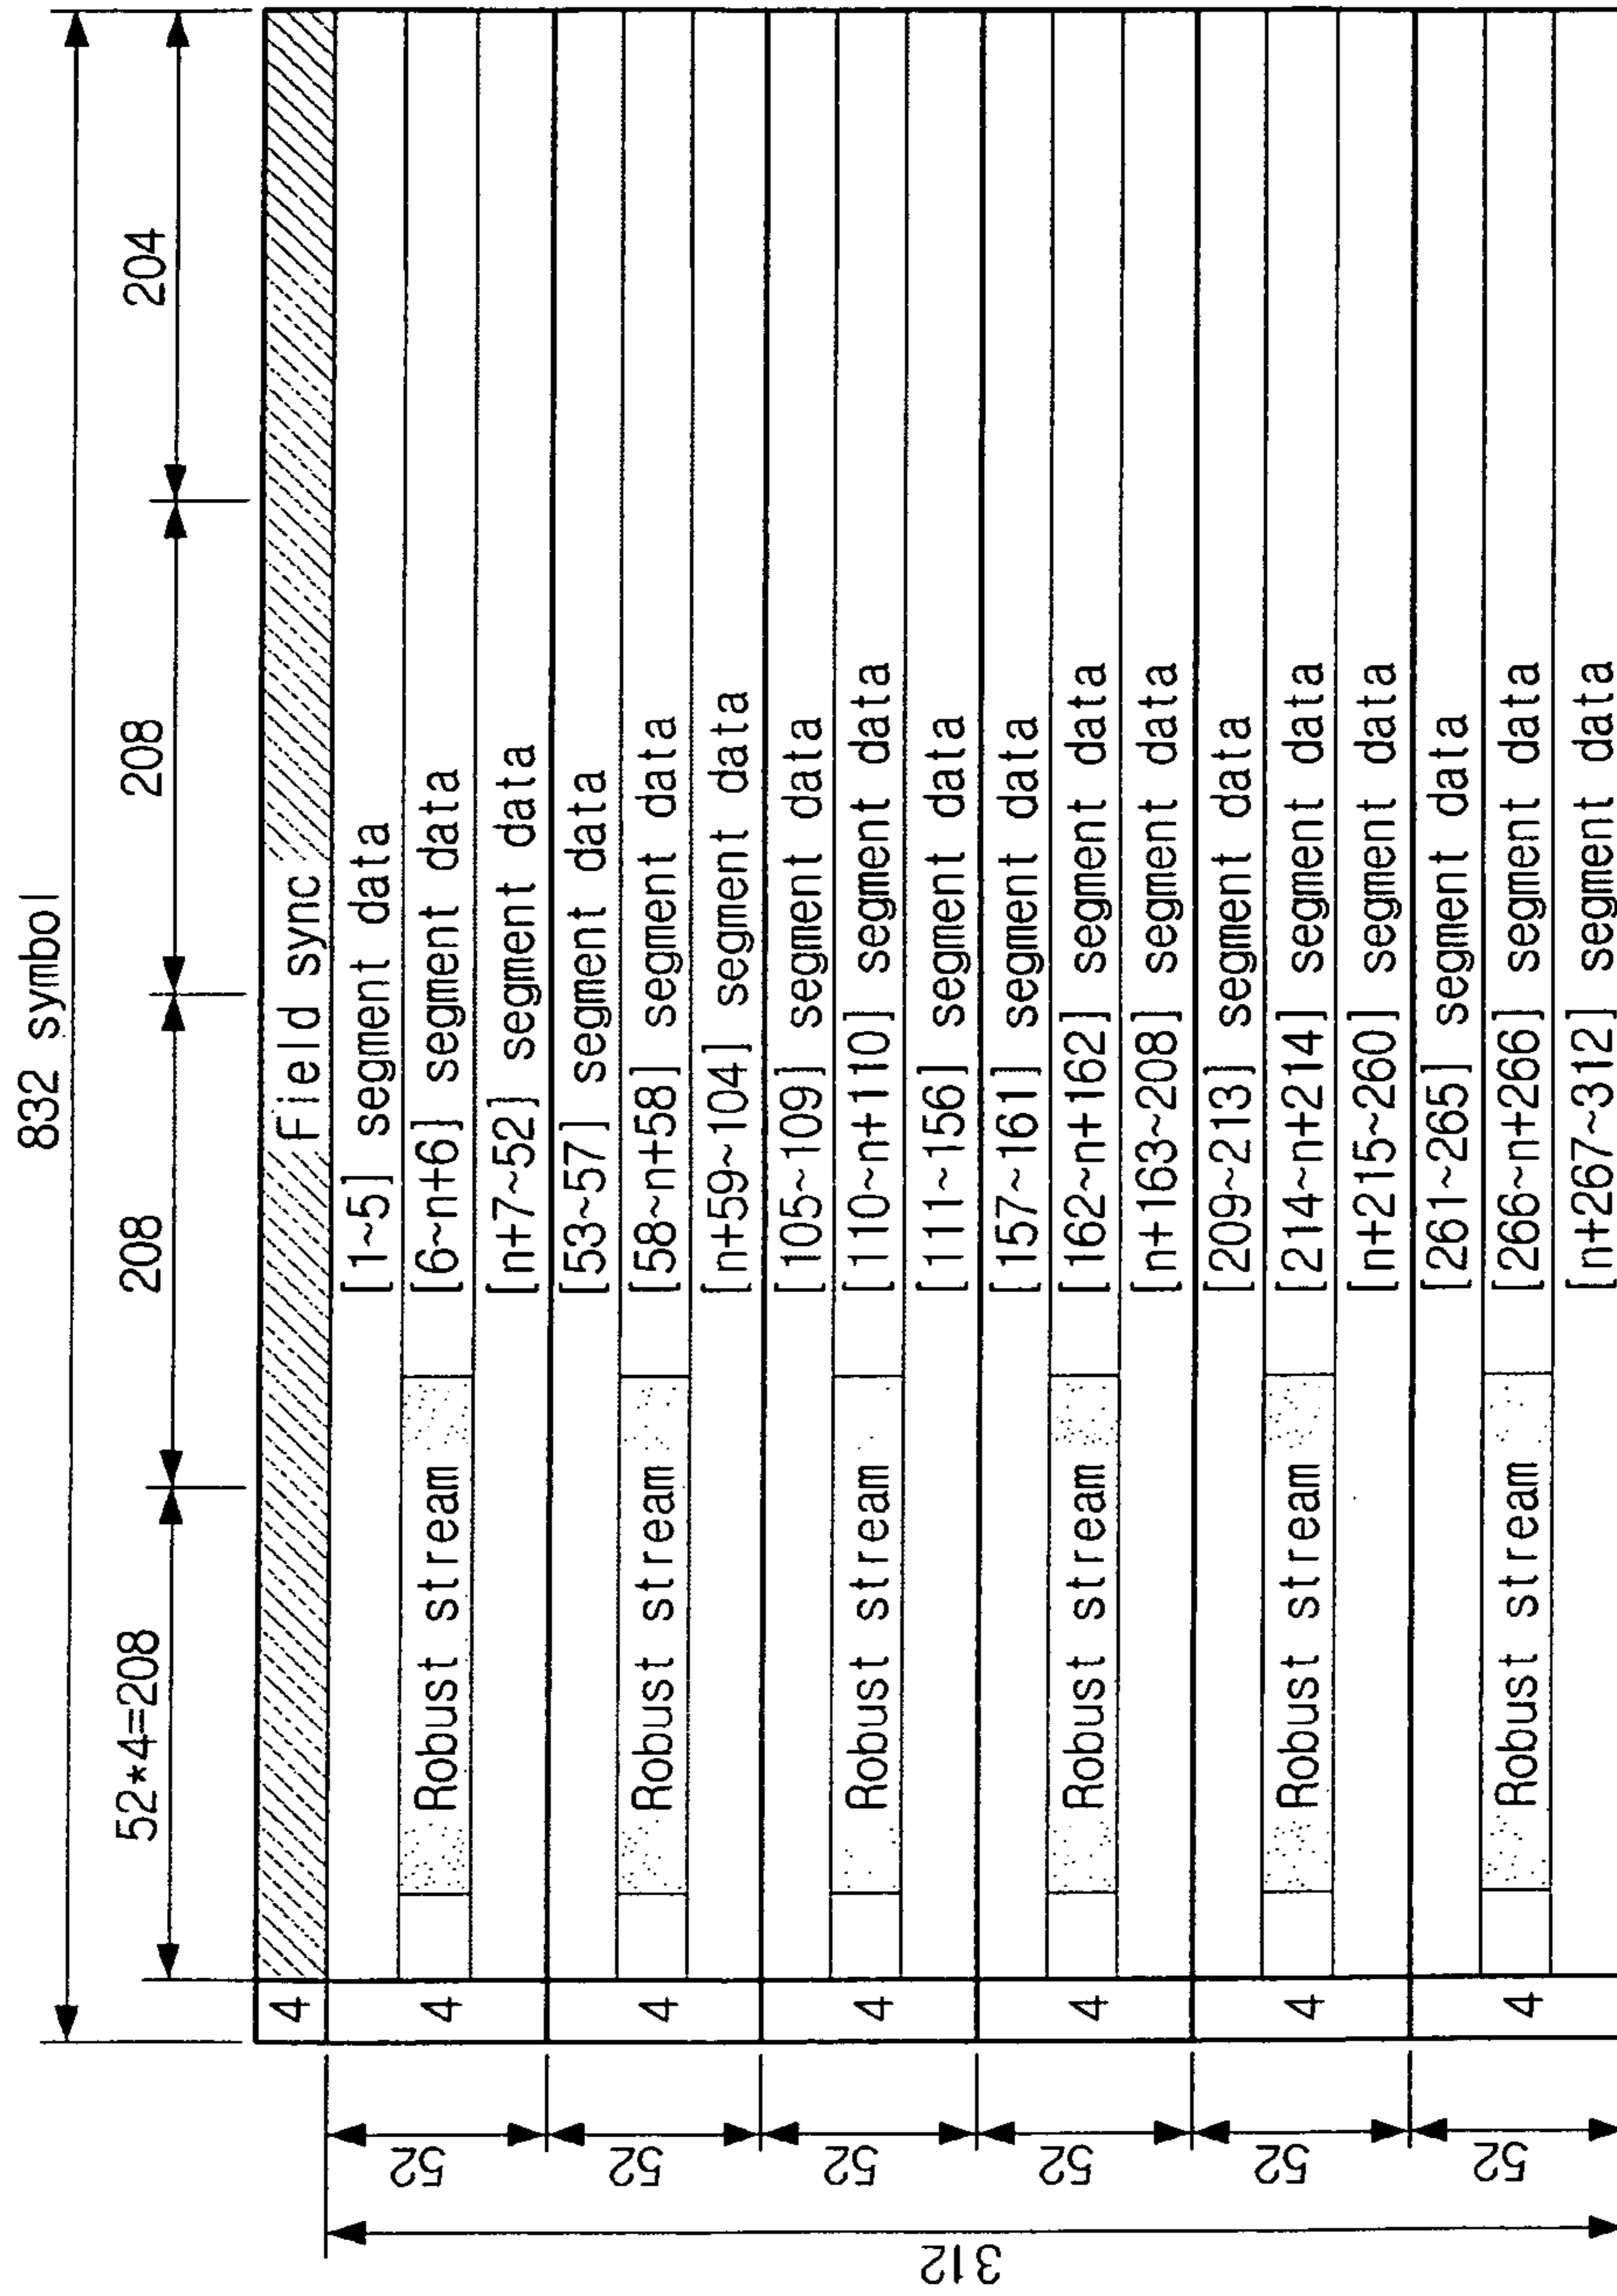 832 symbol
52*4=208
208
208
204
4
Field sync
[1~5] segment data
4
Robust stream
[6~n+6] segment data
[n+7~52] segment data
[53~57] segment data
4
Robust stream
[58~n+58] segment data
[n+59~104] segment data
[105~109] segment data
4
Robust stream
[110~n+110] segment data
[111~156] segment data
[157~161] segment data
4
Robust stream
[162~n+162] segment data
[n+163~208] segment data
[209~213] segment data
4
Robust stream
[214~n+214] segment data
[n+215~260] segment data
[261~265] segment data
4
Robust stream
[266~n+266] segment data
[n+267~312] segment data
52
52
52
52
52
52
312